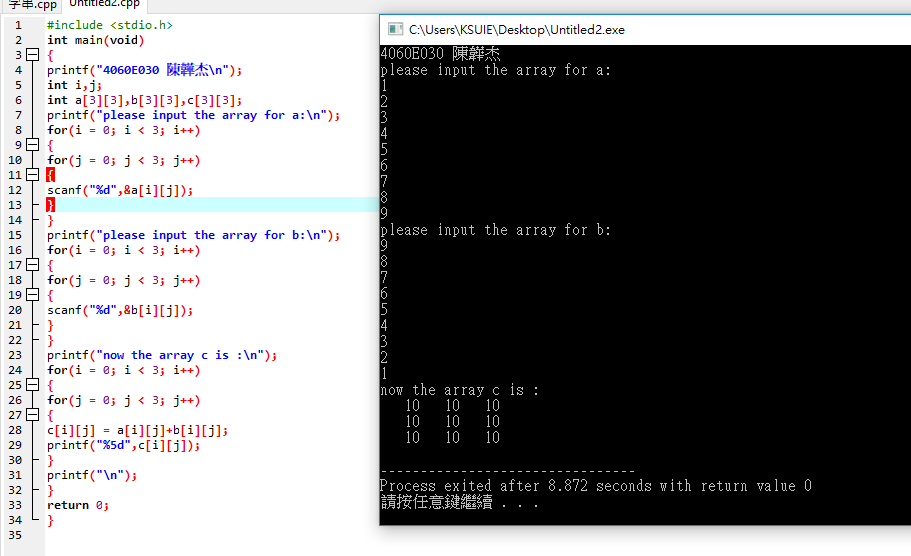 字串.cpp Untitled2.cpp
1 #include <stdio.h>
2 int main(void)
3 {
4 printf("4060E030 陳韡杰\n");
5 int i,j;
6 int a[3][3],b[3][3],c[3][3];
7 printf("please input the array for a:\n");
8 for(i = 0; i < 3; i++)
9 {
10 for(j = 0; j < 3; j++)
11 {
12 scanf("%d",&a[i][j]);
13 }
14 }
15 printf("please input the array for b:\n");
16 for(i = 0; i < 3; i++)
17 {
18 for(j = 0; j < 3; j++)
19 {
20 scanf("%d",&b[i][j]);
21 }
22 }
23 printf("now the array c is :\n");
24 for(i = 0; i < 3; i++)
25 {
26 for(j = 0; j < 3; j++)
27 {
28 c[i][j] = a[i][j]+b[i][j];
29 printf("%5d",c[i][j]);
30 }
31 printf("\n");
32 }
33 return 0;
34 }
35
C:\Users\KSUIE\Desktop\Untitled2.exe
4060E030 陳韡杰
please input the array for a:
1
2
3
4
5
6
7
8
9
please input the array for b:
9
8
7
6
5
4
3
2
1
now the array c is :
10 10 10
10 10 10
10 10 10
--------------------------------
Process exited after 8.872 seconds with return value 0
請按任意鍵繼續 . . .